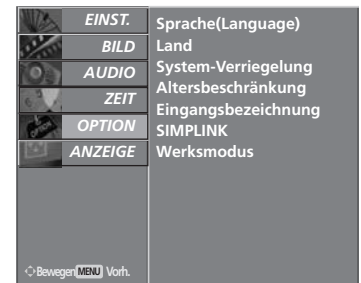 EINST.
BILD
AUDIO
ZEIT
OPTION
ANZEIGE
Sprache(Language)
Land
System-Verriegelung
Altersbeschränkung
Eingangsbezeichnung
SIMPLINK
Werksmodus
Bewegen MENU Vorh.